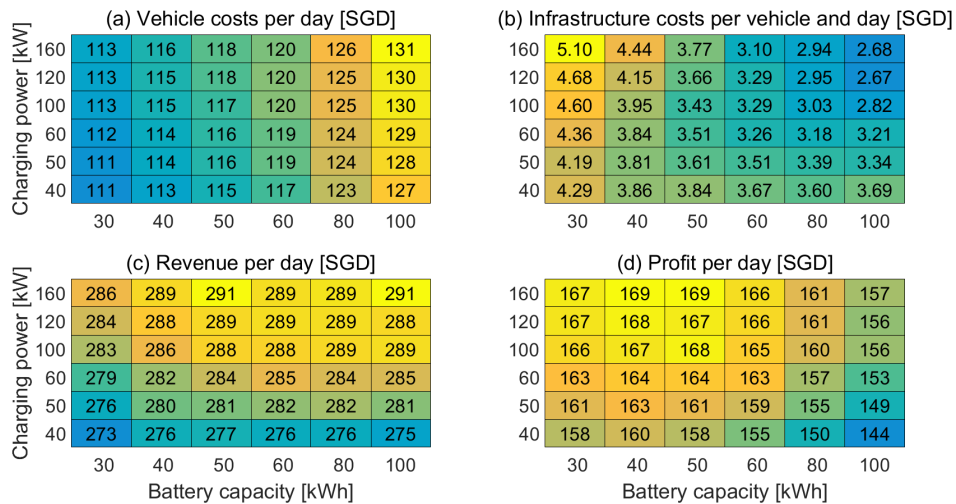 (a) Vehicle costs per day [SGD]
Charging power [kW]
160 113 116 118 120 126 131
120 113 115 118 120 125 130
100 113 115 117 120 125 130
60 112 114 116 119 124 129
50 111 114 116 119 124 128
40 111 113 115 117 123 127
30 40 50 60 80 100
(b) Infrastructure costs per vehicle and day [SGD]
160 5.10 4.44 3.77 3.10 2.94 2.68
120 4.68 4.15 3.66 3.29 2.95 2.67
100 4.60 3.95 3.43 3.29 3.03 2.82
60 4.36 3.84 3.51 3.26 3.18 3.21
50 4.19 3.81 3.61 3.51 3.39 3.34
40 4.29 3.86 3.84 3.67 3.60 3.69
30 40 50 60 80 100
(c) Revenue per day [SGD]
Charging power [kW]
160 286 289 291 289 289 291
120 284 288 289 289 289 288
100 283 286 288 288 289 289
60 279 282 284 285 284 285
50 276 280 281 282 282 281
40 273 276 277 276 276 275
30 40 50 60 80 100
Battery capacity [kWh]
(d) Profit per day [SGD]
160 167 169 169 166 161 157
120 167 168 167 166 161 156
100 166 167 168 165 160 156
60 163 164 164 163 157 153
50 161 163 161 159 155 149
40 158 160 158 155 150 144
30 40 50 60 80 100
Battery capacity [kWh]